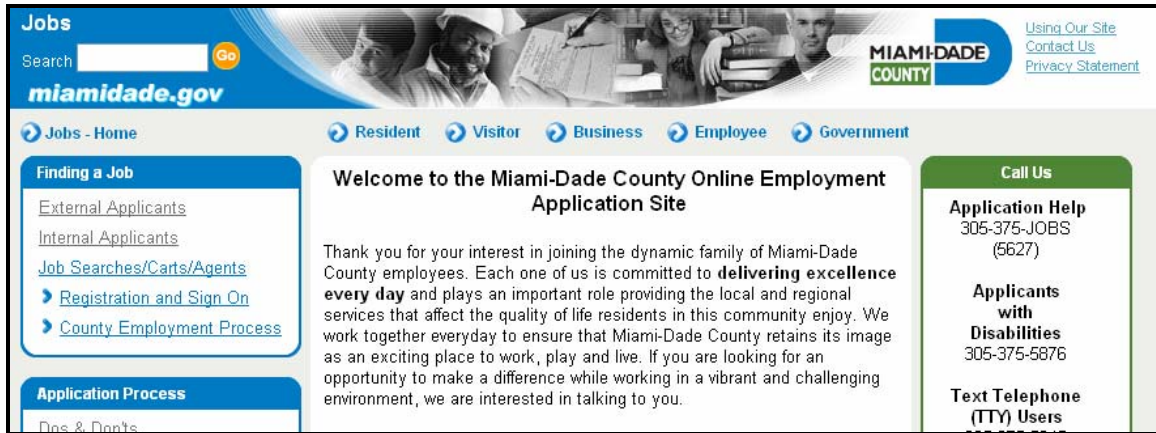 Jobs
Search
Go
miamidade.gov
MIAMI-DADE
COUNTY
Using Our Site
Contact Us
Privacy Statement
Jobs - Home
Resident
Visitor
Business
Employee
Government
Finding a Job
External Applicants
Internal Applicants
Job Searches/Carts/Agents
Registration and Sign On
County Employment Process
Application Process
Dos & Don'ts
Welcome to the Miami-Dade County Online Employment
Application Site
Thank you for your interest in joining the dynamic family of Miami-Dade
County employees. Each one of us is committed to delivering excellence
every day and plays an important role providing the local and regional
services that affect the quality of life residents in this community enjoy. We
work together everyday to ensure that Miami-Dade County retains its image
as an exciting place to work, play and live. If you are looking for an
opportunity to make a difference while working in a vibrant and challenging
environment, we are interested in talking to you.
Call Us
Application Help
305-375-JOBS
(5627)
Applicants
with
Disabilities
305-375-5876
Text Telephone
(TTY) Users